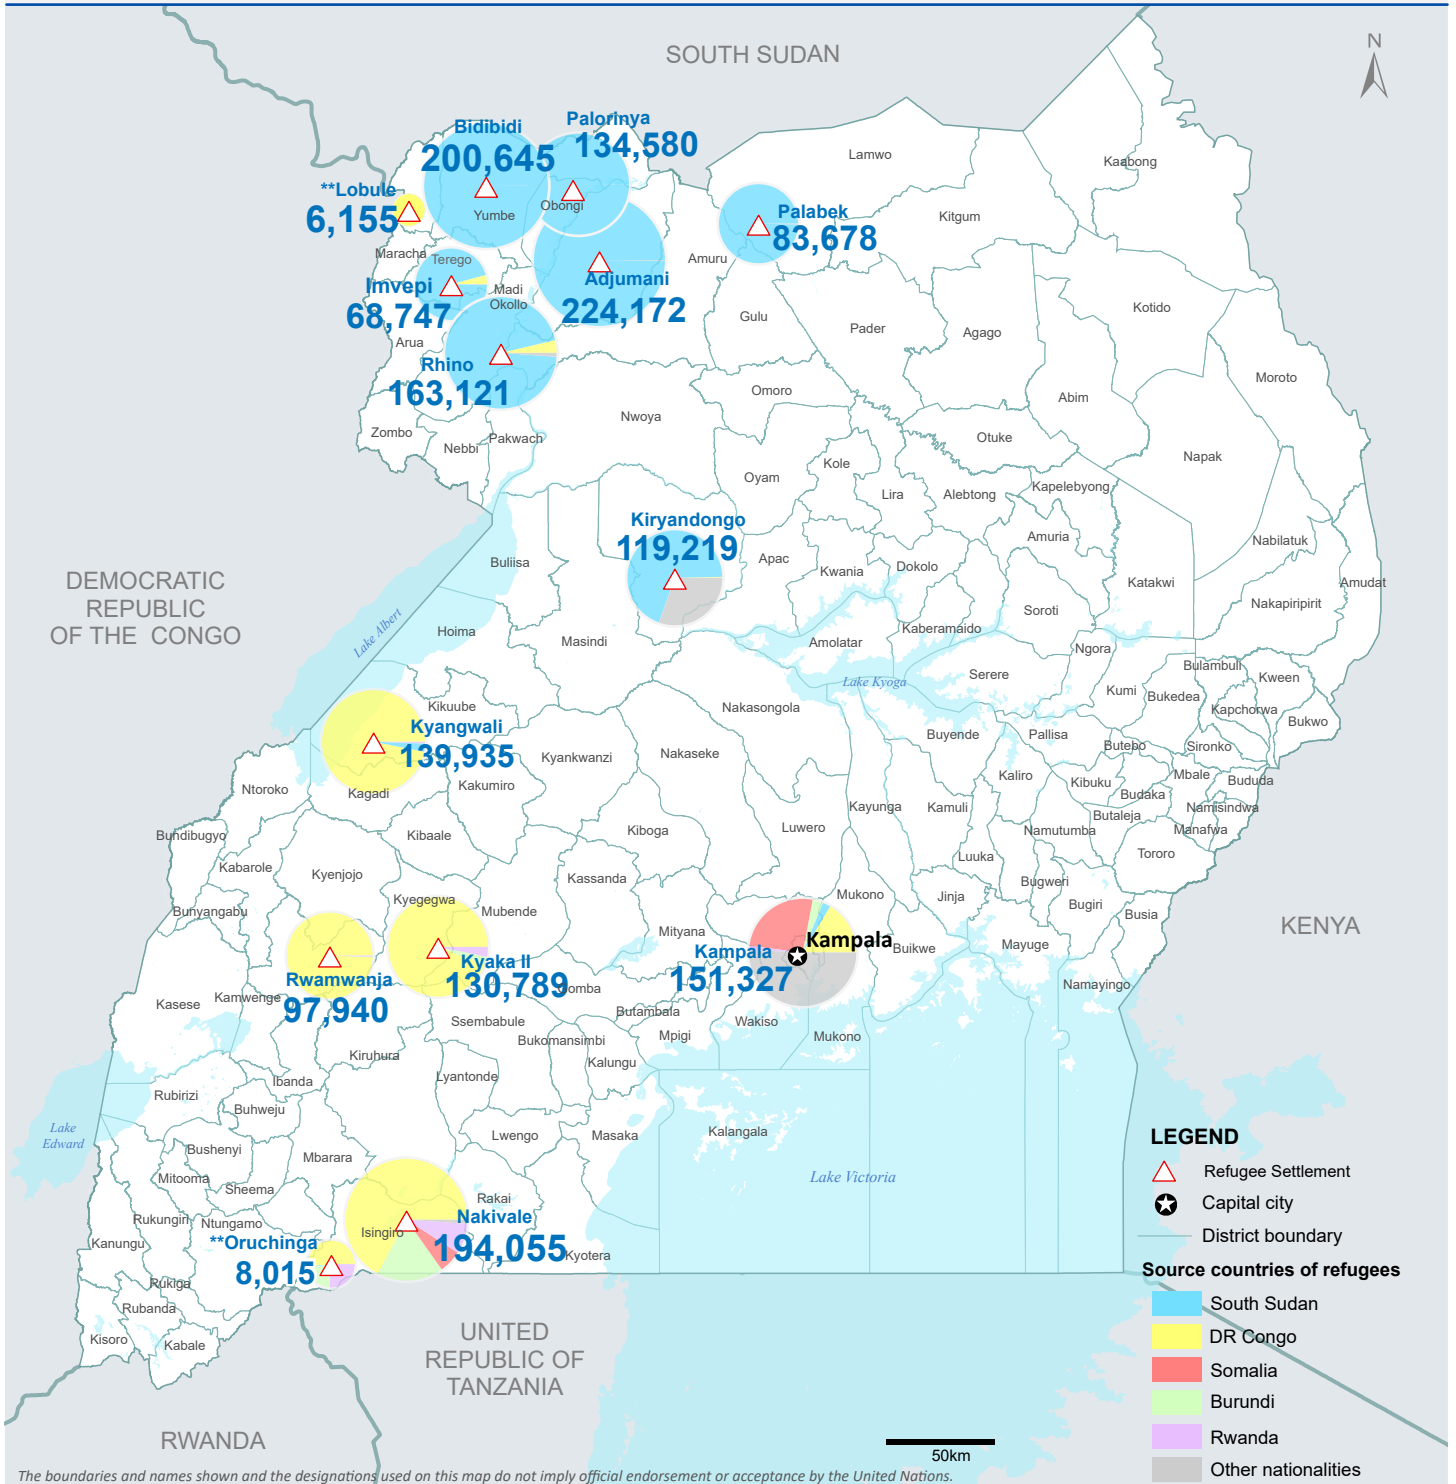 SOUTH SUDAN
N
Bidibidi
200,645
Palorinya
134,580
**Lobule
6,155
Yumbe
Obongi
Palabek
83,678
Lamwo
Kaabong
Kitgum
Maracha
Terego
Imvepi
68,747
Madi
Okollo
Adjumani
224,172
Amuru
Gulu
Pader
Agago
Kotido
Arua
Rhino
163,121
Omoro
Abim
Moroto
Zombo
Nebbi
Pakwach
Nwoya
Otuke
Napak
Oyam
Kole
Lira
Alebtong
Kapelebyong
Kiryandongo
119,219
Apac
Kwania
Dokolo
Amuria
Katakwi
Nabilatuk
Amudat
Nakapiripirit
DEMOCRATIC
REPUBLIC
OF THE CONGO
Buliisa
Lake Albert
Hoima
Masindi
Amolatar
Kaberamaido
Soroti
Ngora
Lake Kyoga
Serere
Kumi
Bukedea
Bulambuli
Kween
Kapchorwa
Bukwo
Kikuube
Kyangwali
139,935
Nakasongola
Buyende
Pallisa
Butebo
Sironko
Kyankwanzi
Nakaseke
Ntoroko
Kagadi
Kakumiro
Kaliro
Kibuku
Mbale
Bududa
Budaka
Namisindwa
Kayunga
Kamuli
Butaleja
Manafwa
Bundibugyo
Kibaale
Kiboga
Luwero
Namutumba
Tororo
Kabarole
Kyenjojo
Kassanda
Luuka
Bugweri
Bunyangabu
Kyegegwa
Mubende
Mukono
Jinja
Bugiri
Busia
KENYA
Mityana
Kampala
Kampala
151,327
Buikwe
Mayuge
Namayingo
Rwamwanja
97,940
Kyaka II
130,789
Gomba
Kasese
Kamwenge
Butambala
Ssembabule
Bukomansimbi
Mpigi
Wakiso
Mukono
Kiruhura
Kalungu
Lyantonde
Ibanda
Rubirizi
Buhweju
Lake
Edward
Bushenyi
Mbarara
Lwengo
Masaka
Kalangala
Lake Victoria
Mitooma
Sheema
Rakai
Nakivale
194,055
Rukungiri
Ntungamo
Isingiro
Kanungu
**Oruchinga
8,015
Kyotera
Rukiga
Rubanda
Kisoro
Kabale
UNITED
REPUBLIC OF
TANZANIA
RWANDA
50km
LEGEND
Refugee Settlement
Capital city
District boundary
Source countries of refugees
South Sudan
DR Congo
Somalia
Burundi
Rwanda
Other nationalities
The boundaries and names shown and the designations used on this map do not imply official endorsement or acceptance by the United Nations.